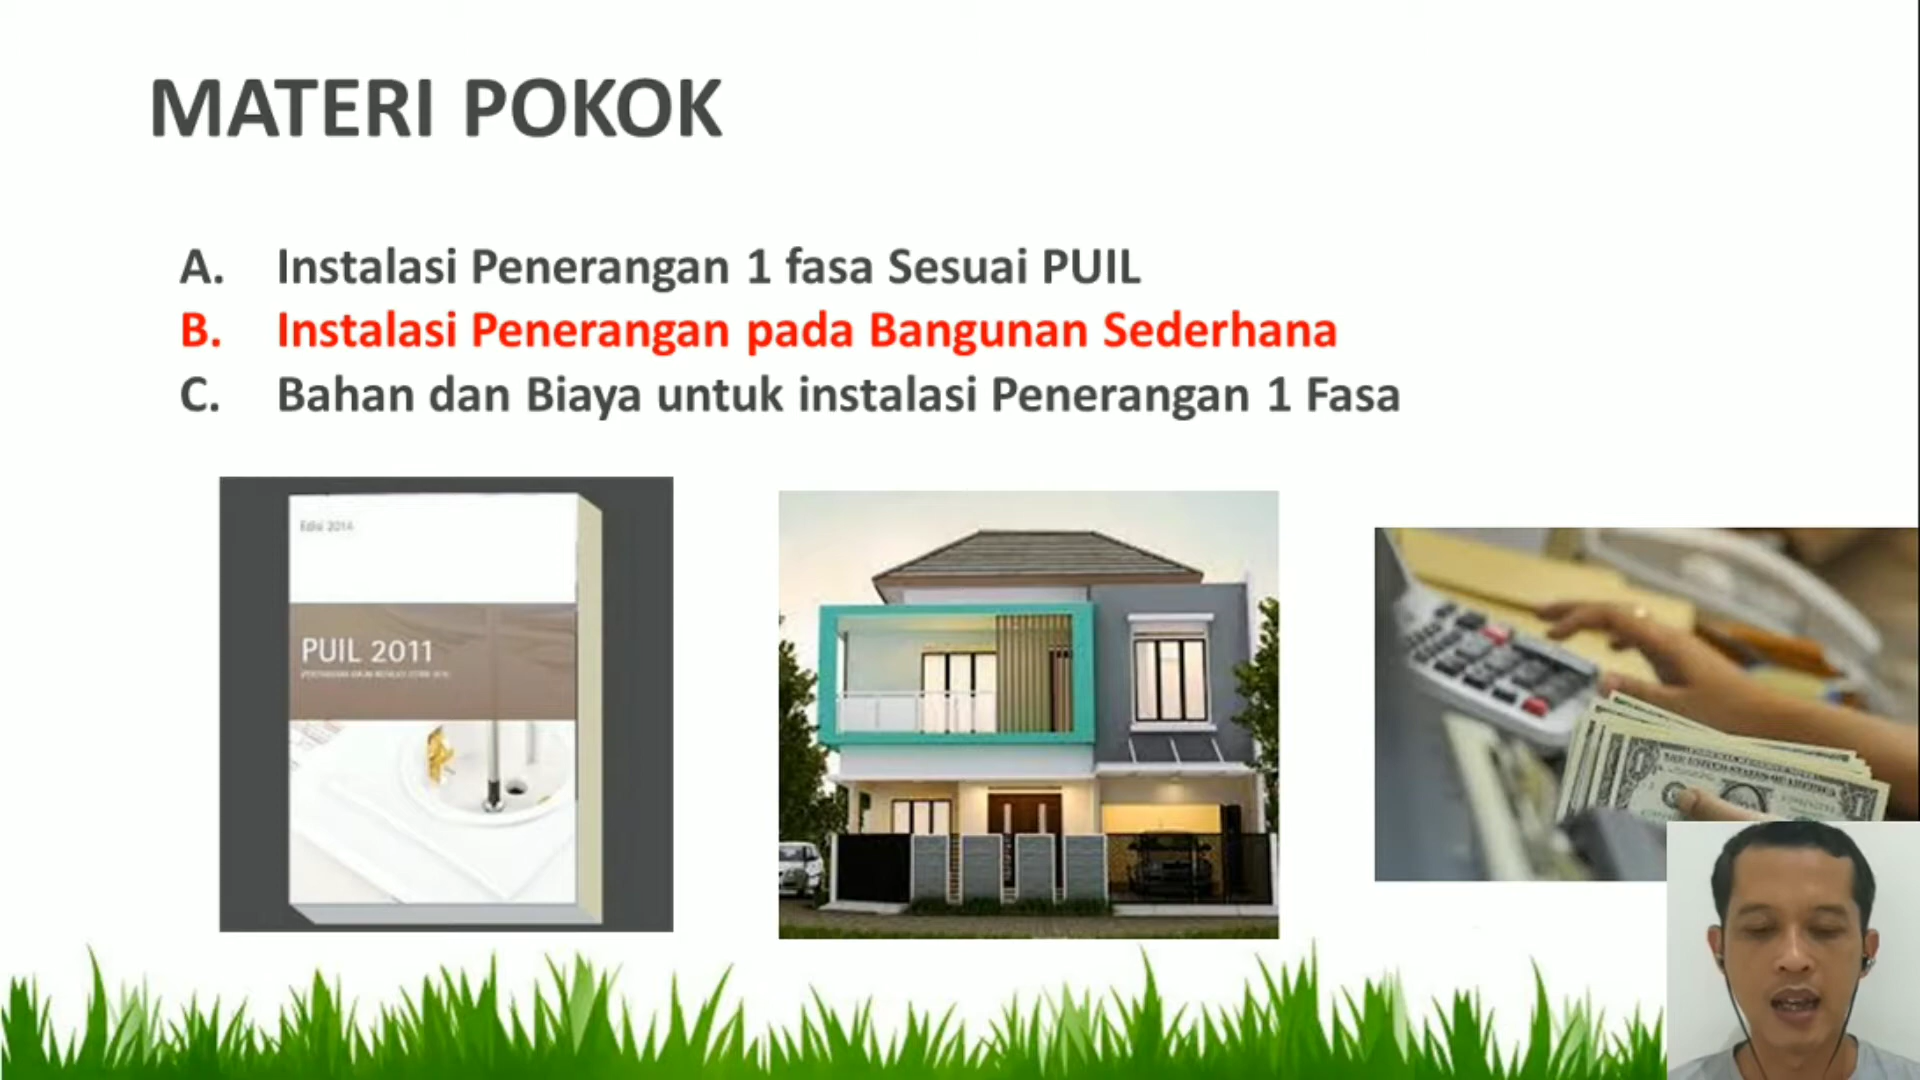 MATERI POKOK
A. Instalasi Penerangan 1 fasa Sesuai PUIL
B. Instalasi Penerangan pada Bangunan Sederhana
C. Bahan dan Biaya untuk instalasi Penerangan 1 Fasa
Edisi 2014
PUIL 2011